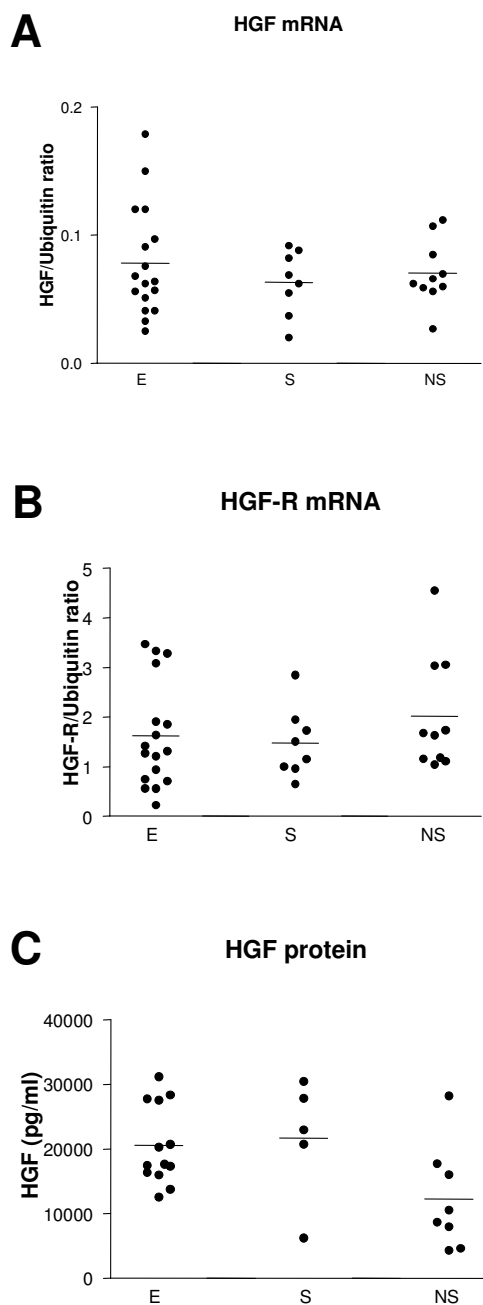 A
HGF mRNA
HGF/Ubiquitin ratio
0.2
0.1
0.0
E S NS
B
HGF-R mRNA
HGF-R/Ubiquitin ratio
5
4
3
2
1
0
E S NS
C
HGF protein
HGF (pg/ml)
40000
30000
20000
10000
0
E S NS